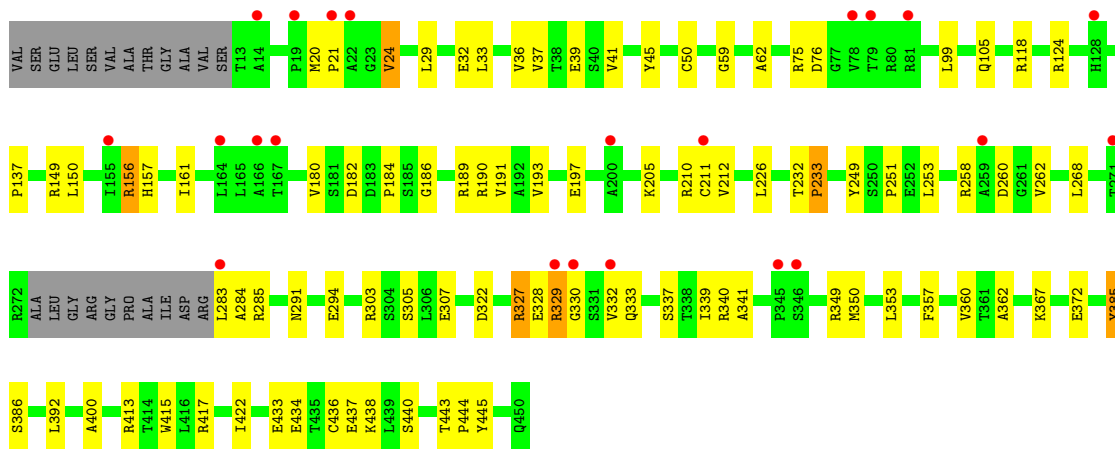 VAL SER GLU LEU SER VAL ALA THR GLY ALA VAL SER T13 A14 P19 M20 P21 A22 G23 V24 L29 E32 L33 V36 V37 T38 E39 S40 V41 Y45 C50 G59 A62 R75 D76 G77 V78 T79 R80 R81 L99 Q105 R118 R124 H128
P137 R149 L150 I155 R156 H157 I161 L164 L165 A166 T167 V180 S181 D182 D183 P184 S185 G186 R189 R190 V191 A192 V193 E197 A200 K205 R210 C211 V212 L226 T232 P233 Y249 S250 P251 E252 L253 R258 A259 D260 G261 V262 L268 T271
R272 ALA LEU GLY ARG GLY PRO ALA ILE ASP ARG L283 A284 R285 N291 E294 R303 S304 S305 L306 E307 D322 R327 E328 R329 G330 S331 V332 Q333 S337 T338 I339 R340 A341 P345 S346 R349 M350 L353 F357 V360 T361 A362 K367 E372 Y385
S386 L392 A400 R413 T414 W415 L416 R417 I422 E433 E434 T435 C436 E437 K438 L439 S440 T443 P444 Y445 Q450